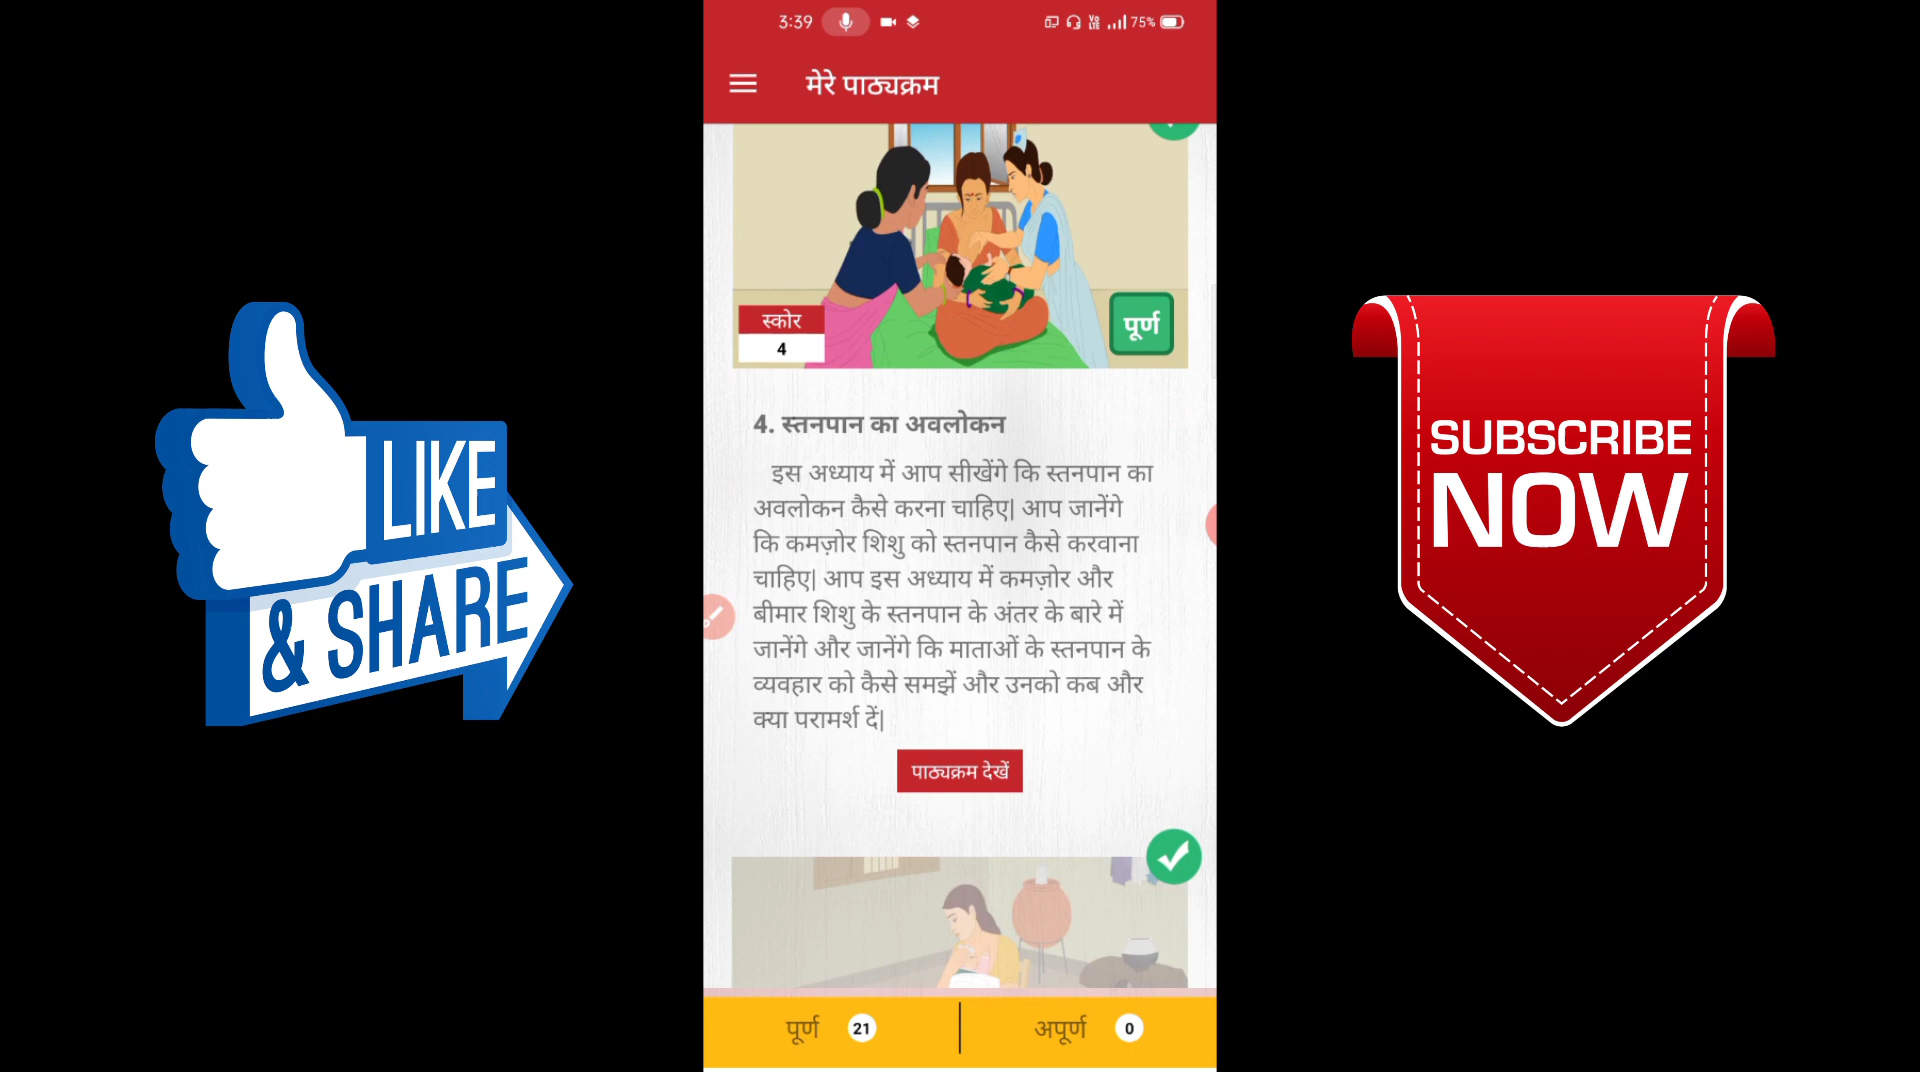 3:39
Vo LTE 75%
मेरे पाठ्यक्रम
स्कोर
4
पूर्ण
4. स्तनपान का अवलोकन
इस अध्याय में आप सीखेंगे कि स्तनपान का
अवलोकन कैसे करना चाहिए| आप जानेंगे
कि कमज़ोर शिशु को स्तनपान कैसे करवाना
चाहिए| आप इस अध्याय में कमज़ोर और
बीमार शिशु के स्तनपान के अंतर के बारे में
जानेंगे और जानेंगे कि माताओं के स्तनपान के
व्यवहार को कैसे समझें और उनको कब और
क्या परामर्श दें|
पाठ्यक्रम देखें
पूर्ण 21
अपूर्ण 0
LIKE
& SHARE
SUBSCRIBE
NOW